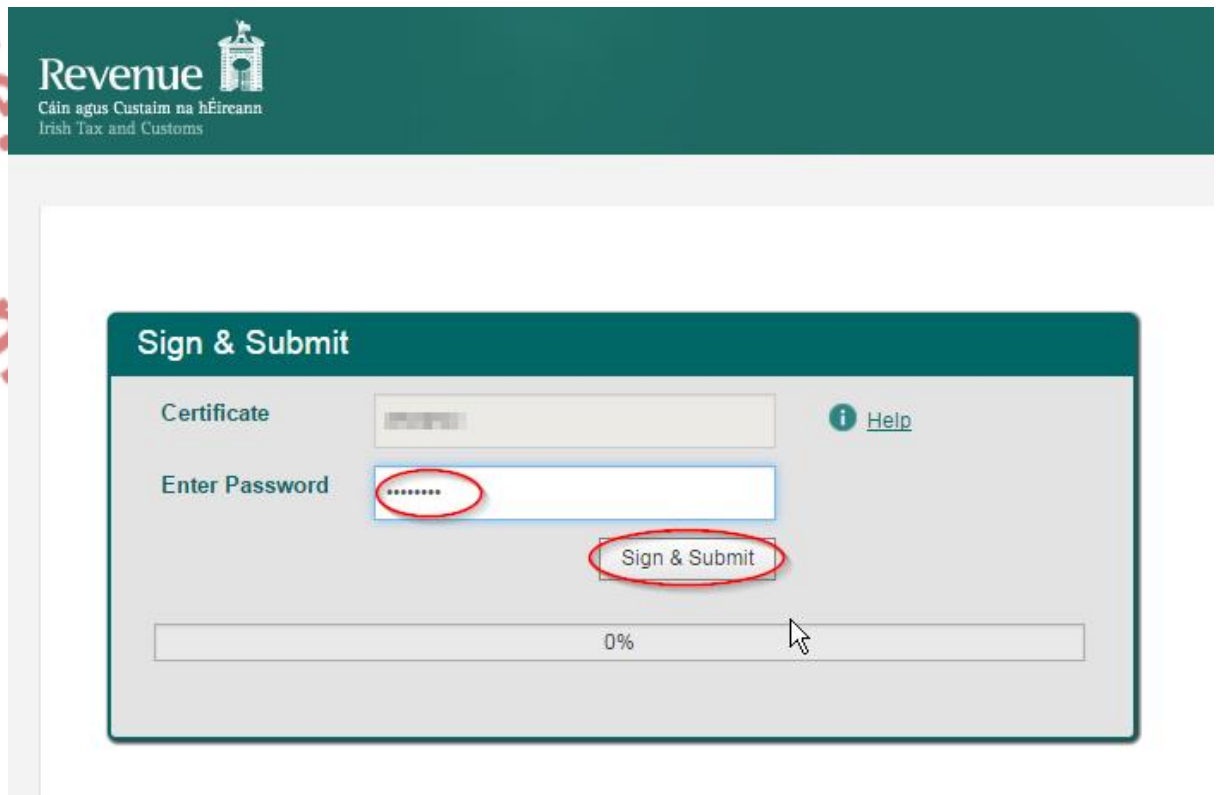 Revenue
Cáin agus Custaim na hÉireann
Irish Tax and Customs
Sign & Submit
Certificate
Help
Enter Password ••••••••
Sign & Submit
0%